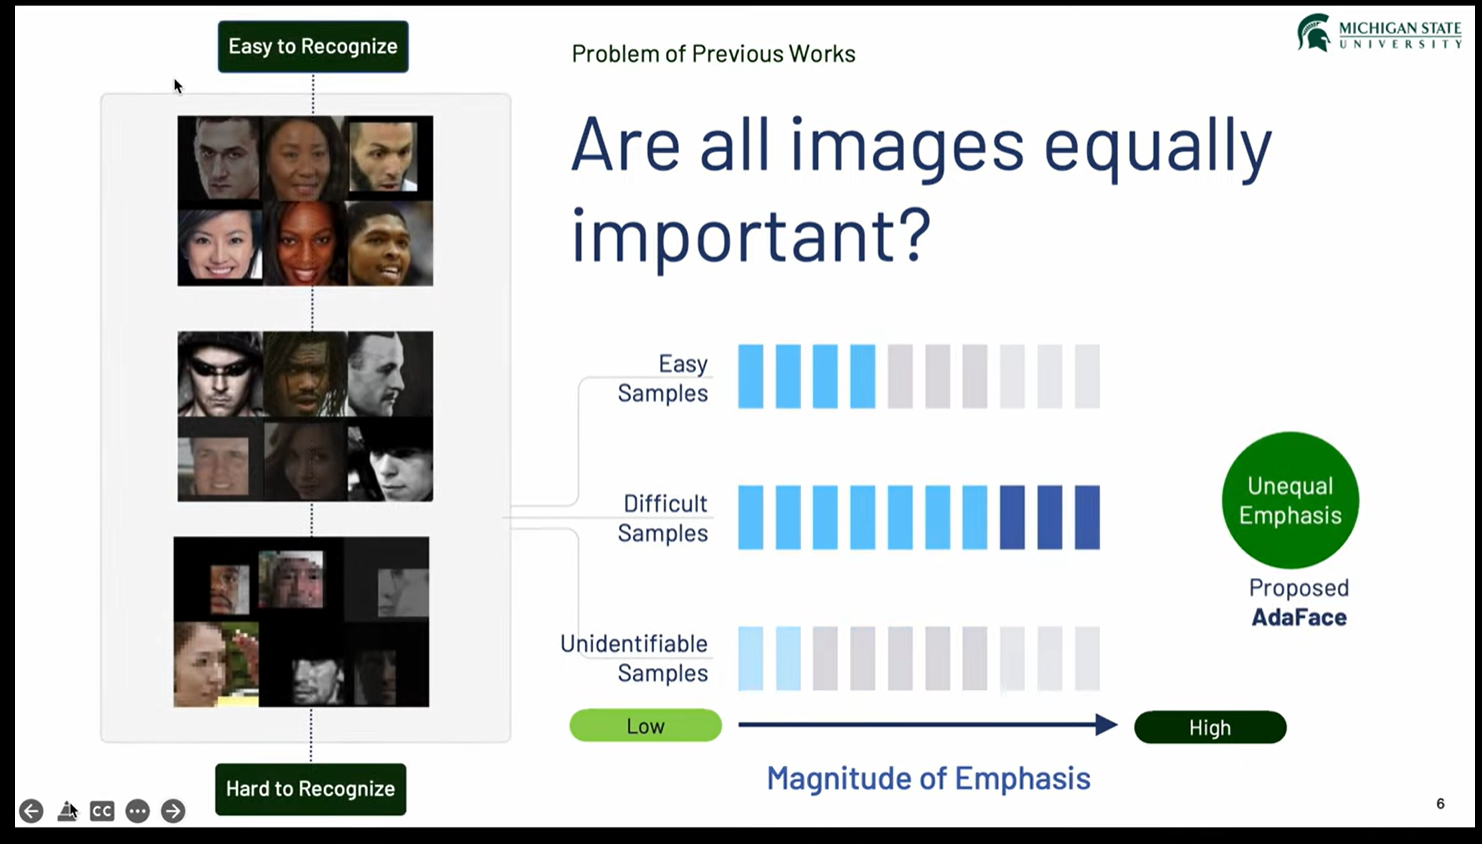 Easy to Recognize
Problem of Previous Works
MICHIGAN STATE
UNIVERSITY
Are all images equally
important?
Easy
Samples
Difficult
Samples
Unidentifiable
Samples
Unequal
Emphasis
Proposed
AdaFace
Low
High
Magnitude of Emphasis
Hard to Recognize
CC
6